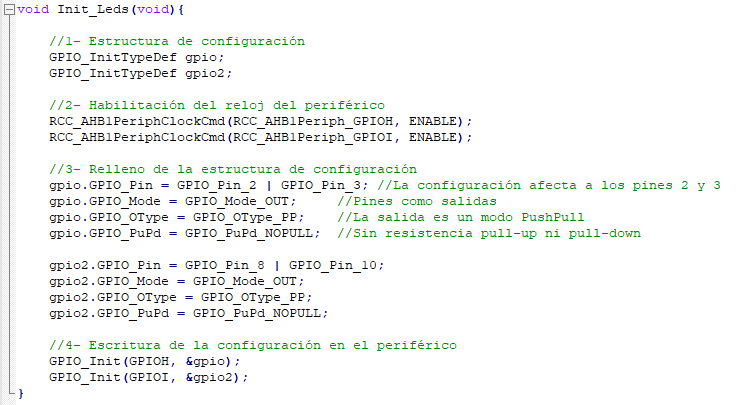 void Init_Leds(void){
//1- Estructura de configuración
GPIO_InitTypeDef gpio;
GPIO_InitTypeDef gpio2;
//2- Habilitación del reloj del periférico
RCC_AHB1PeriphClockCmd(RCC_AHB1Periph_GPIOH, ENABLE);
RCC_AHB1PeriphClockCmd(RCC_AHB1Periph_GPIOI, ENABLE);
//3- Relleno de la estructura de configuración
gpio.GPIO_Pin = GPIO_Pin_2 | GPIO_Pin_3; //La configuración afecta a los pines 2 y 3
gpio.GPIO_Mode = GPIO_Mode_OUT; //Pines como salidas
gpio.GPIO_OType = GPIO_OType_PP; //La salida es un modo PushPull
gpio.GPIO_PuPd = GPIO_PuPd_NOPULL; //Sin resistencia pull-up ni pull-down
gpio2.GPIO_Pin = GPIO_Pin_8 | GPIO_Pin_10;
gpio2.GPIO_Mode = GPIO_Mode_OUT;
gpio2.GPIO_OType = GPIO_OType_PP;
gpio2.GPIO_PuPd = GPIO_PuPd_NOPULL;
//4- Escritura de la configuración en el periférico
GPIO_Init(GPIOH, &gpio);
GPIO_Init(GPIOI, &gpio2);
}